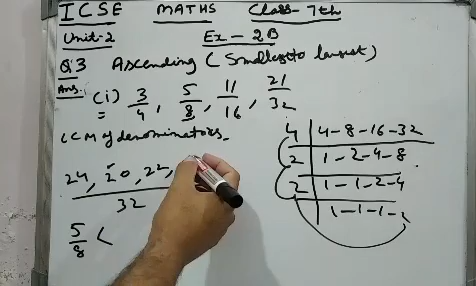 ICSE MATHS Class-7th
Unit-2 Ex-2B
Q3 Ascending (Smallest to largest)
Ans. (i) 3/4, 5/8, 11/16, 21/32
LCM of denominators.
4 | 4-8-16-32
2 | 1-2-4-8
2 | 1-1-2-4
1-1-1-2
24, 20, 22,
32
5/8 <